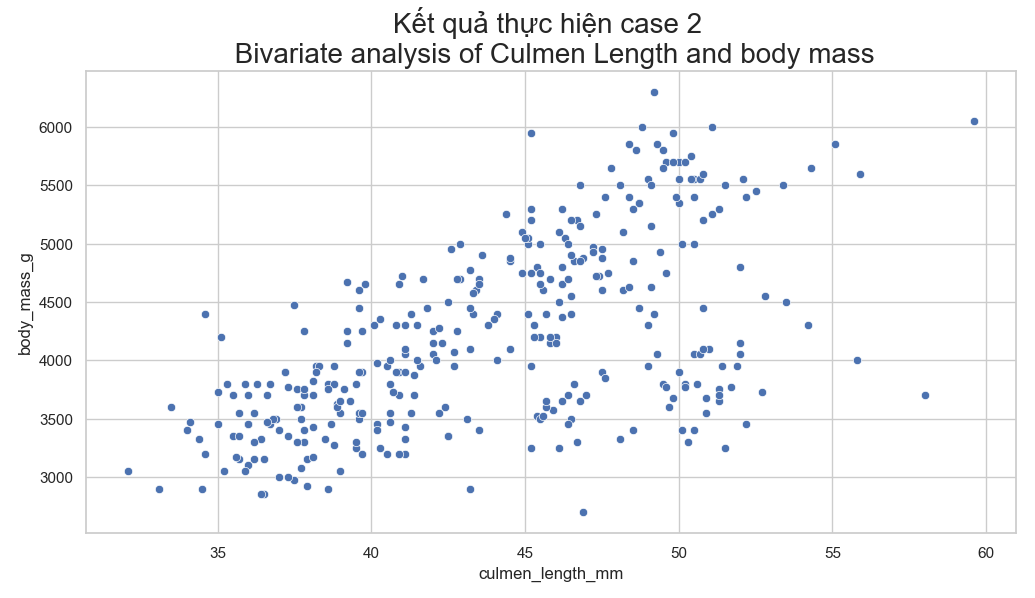 Kết quả thực hiện case 2
Bivariate analysis of Culmen Length and body mass
body_mass_g
6000
5500
5000
4500
4000
3500
3000
35 40 45 50 55 60
culmen_length_mm